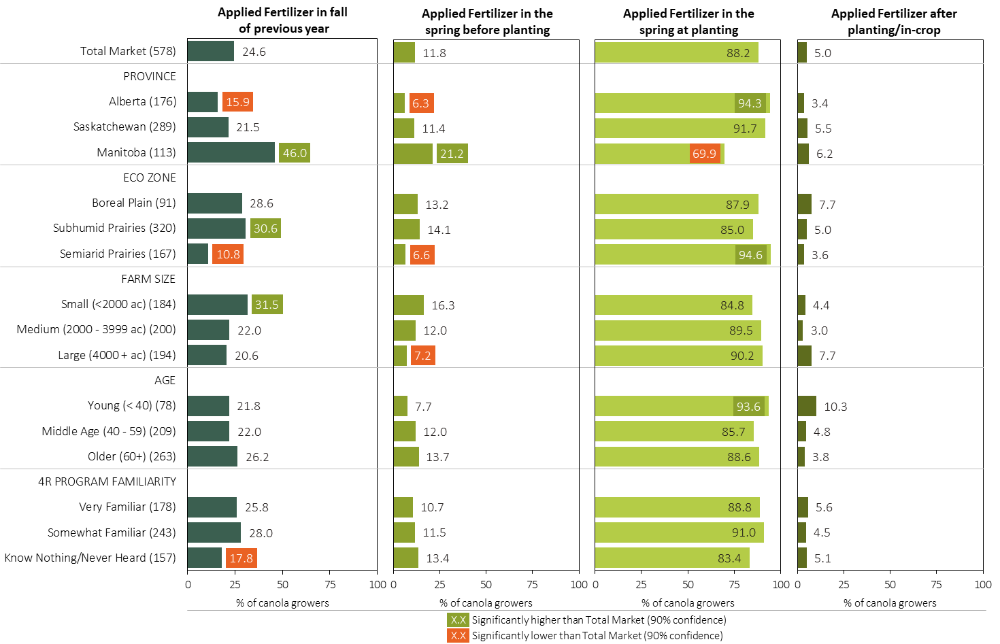 Applied Fertilizer in fall
of previous year
Applied Fertilizer in the
spring before planting
Applied Fertilizer in the
spring at planting
Applied Fertilizer after
planting/in-crop
Total Market (578) 24.6 11.8 88.2 5.0
PROVINCE
Alberta (176) 15.9 6.3 94.3 3.4
Saskatchewan (289) 21.5 11.4 91.7 5.5
Manitoba (113) 46.0 21.2 69.9 6.2
ECO ZONE
Boreal Plain (91) 28.6 13.2 87.9 7.7
Subhumid Prairies (320) 30.6 14.1 85.0 5.0
Semiarid Prairies (167) 10.8 6.6 94.6 3.6
FARM SIZE
Small (<2000 ac) (184) 31.5 16.3 84.8 4.4
Medium (2000 - 3999 ac) (200) 22.0 12.0 89.5 3.0
Large (4000 + ac) (194) 20.6 7.2 90.2 7.7
AGE
Young (< 40) (78) 21.8 7.7 93.6 10.3
Middle Age (40 - 59) (209) 22.0 12.0 85.7 4.8
Older (60+) (263) 26.2 13.7 88.6 3.8
4R PROGRAM FAMILIARITY
Very Familiar (178) 25.8 10.7 88.8 5.6
Somewhat Familiar (243) 28.0 11.5 91.0 4.5
Know Nothing/Never Heard (157) 17.8 13.4 83.4 5.1
0 25 50 75 100 0 25 50 75 100 0 25 50 75 100 0 25 50 75 100
% of canola growers % of canola growers % of canola growers % of canola growers
X.X Significantly higher than Total Market (90% confidence)
X.X Significantly lower than Total Market (90% confidence)